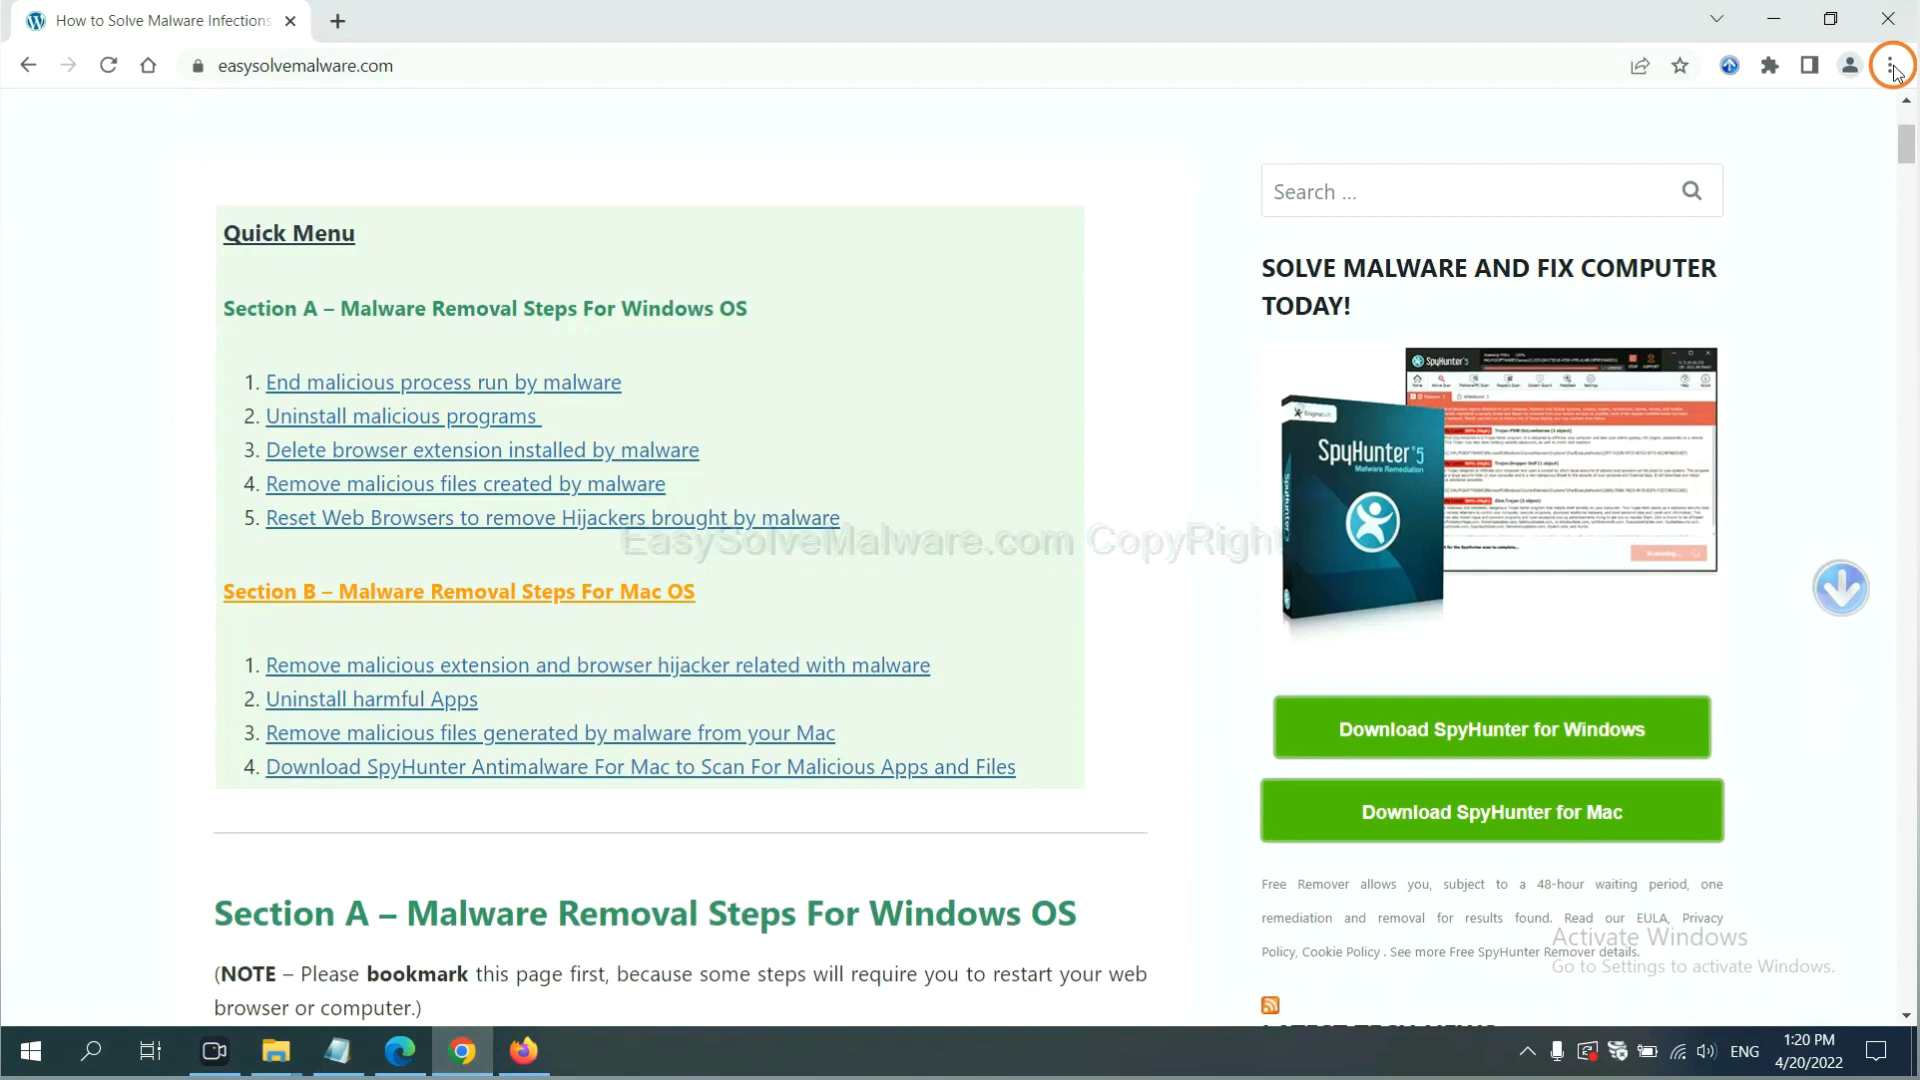 How to Solve Malware Infections
easysolvemalware.com
Quick Menu
Section A – Malware Removal Steps For Windows OS
1. End malicious process run by malware
2. Uninstall malicious programs
3. Delete browser extension installed by malware
4. Remove malicious files created by malware
5. Reset Web Browsers to remove Hijackers brought by malware
EasySolveMalware.com CopyRigh
Section B – Malware Removal Steps For Mac OS
1. Remove malicious extension and browser hijacker related with malware
2. Uninstall harmful Apps
3. Remove malicious files generated by malware from your Mac
4. Download SpyHunter Antimalware For Mac to Scan For Malicious Apps and Files
Section A – Malware Removal Steps For Windows OS
(NOTE – Please bookmark this page first, because some steps will require you to restart your web
browser or computer.)
Search ...
SOLVE MALWARE AND FIX COMPUTER
TODAY!
SpyHunter 5
SpyHunter 5
Malware Remediation
Download SpyHunter for Windows
Download SpyHunter for Mac
Free Remover allows you, subject to a 48-hour waiting period, one
remediation and removal for results found. Read our EULA, Privacy
Policy, Cookie Policy . See more Free SpyHunter Remover details.
Activate Windows
Go to Settings to activate Windows.
LATEST TECH NEWS
ENG
1:20 PM
4/20/2022